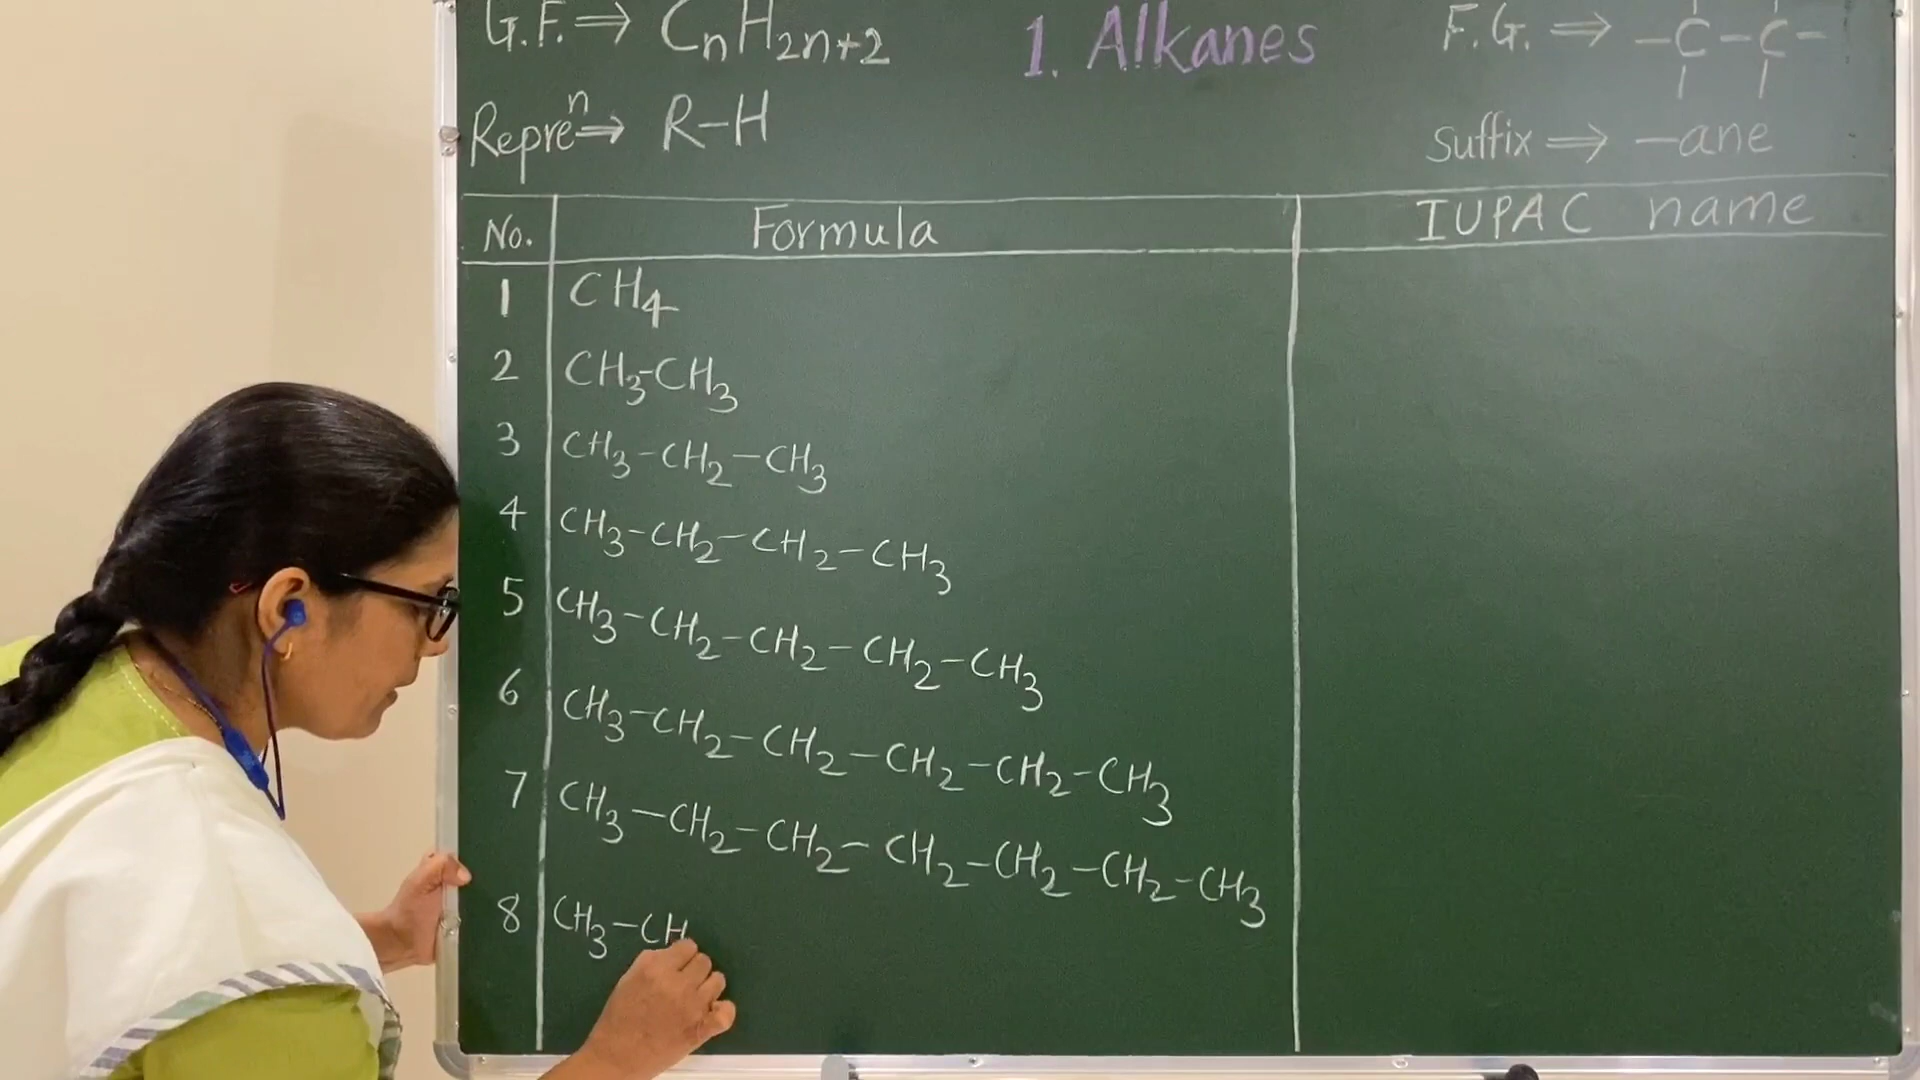 G.F. ⇒ CnH2n+2
1. Alkanes
F.G. ⇒ -C-C-
Repreⁿ ⇒ R-H
Suffix ⇒ -ane
No. Formula IUPAC name
1 CH4
2 CH3-CH3
3 CH3-CH2-CH3
4 CH3-CH2-CH2-CH3
5 CH3-CH2-CH2-CH2-CH3
6 CH3-CH2-CH2-CH2-CH2-CH3
7 CH3-CH2-CH2-CH2-CH2-CH2-CH3
8 CH3-CH